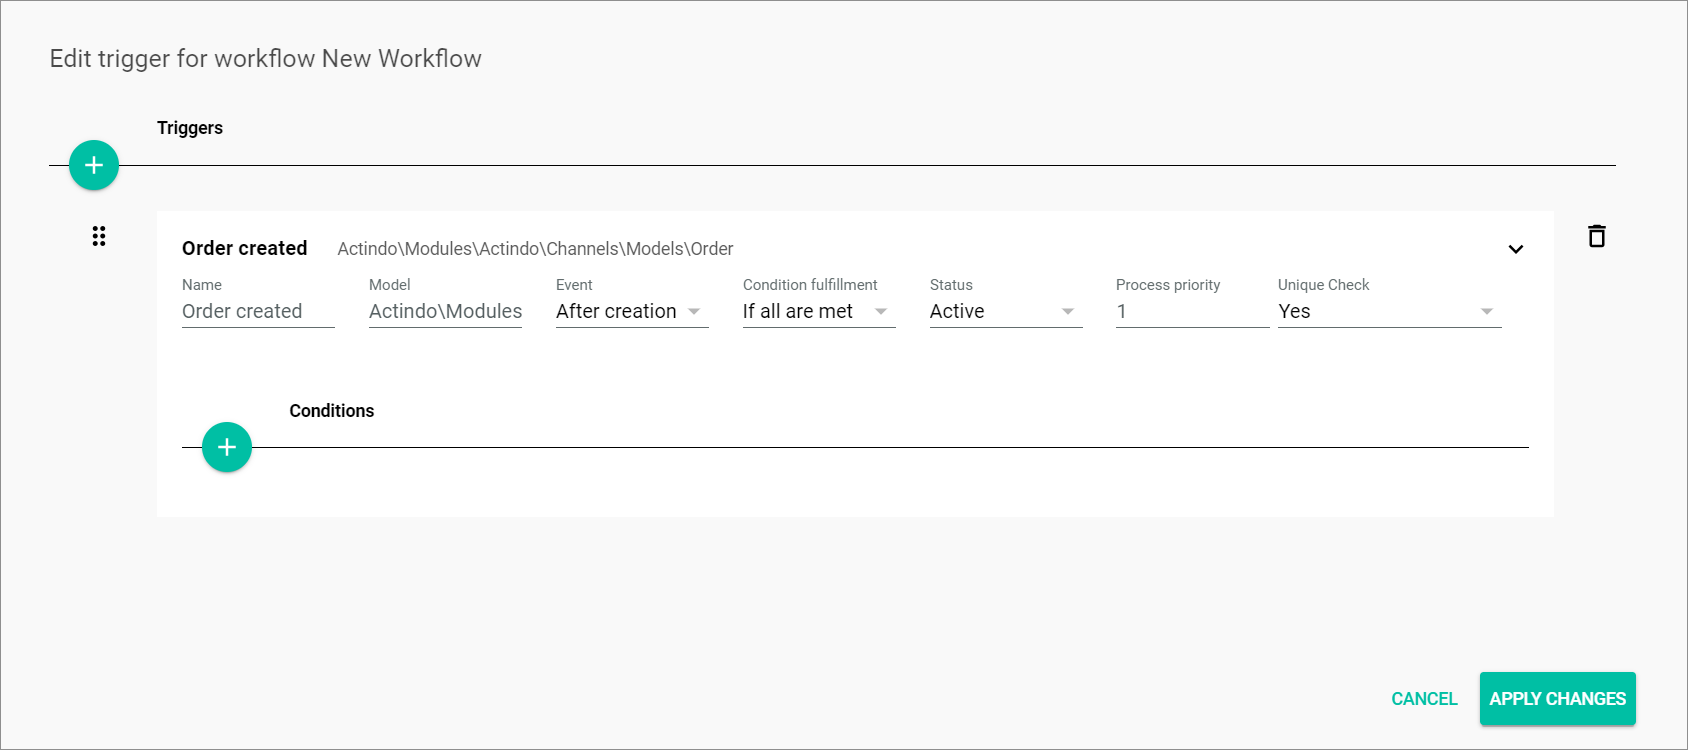 Edit trigger for workflow New Workflow
Triggers
Order created Actindo\Modules\Actindo\Channels\Models\Order
Name Model Event Condition fulfillment Status Process priority Unique Check
Order created Actindo\Modules After creation If all are met Active 1 Yes
Conditions
CANCEL APPLY CHANGES